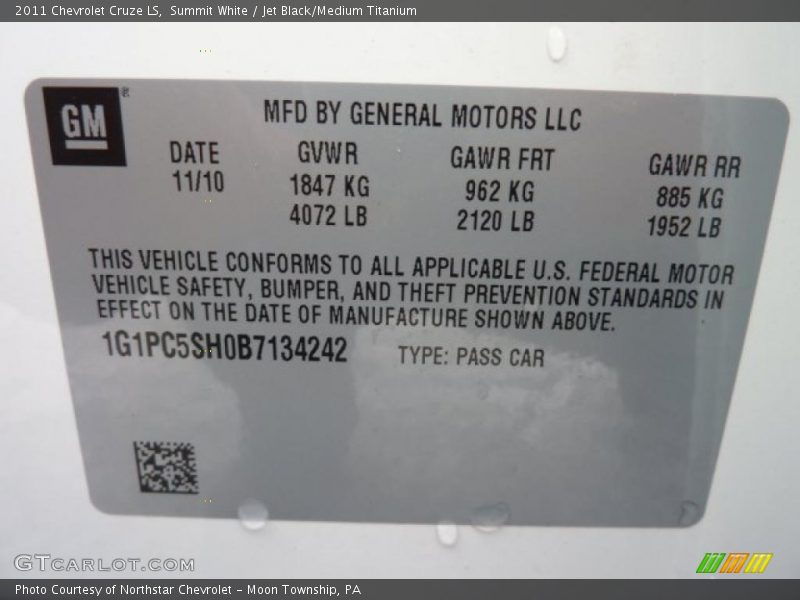 2011 Chevrolet Cruze LS,  Summit White / Jet Black/Medium Titanium
GM®
MFD BY GENERAL MOTORS LLC
DATE GVWR GAWR FRT GAWR RR
11/10 1847 KG 962 KG 885 KG
4072 LB 2120 LB 1952 LB
THIS VEHICLE CONFORMS TO ALL APPLICABLE U.S. FEDERAL MOTOR
VEHICLE SAFETY, BUMPER, AND THEFT PREVENTION STANDARDS IN
EFFECT ON THE DATE OF MANUFACTURE SHOWN ABOVE.
1G1PC5SH0B7134242 TYPE: PASS CAR
GTCARLOT.COM
Photo Courtesy of Northstar Chevrolet - Moon Township, PA